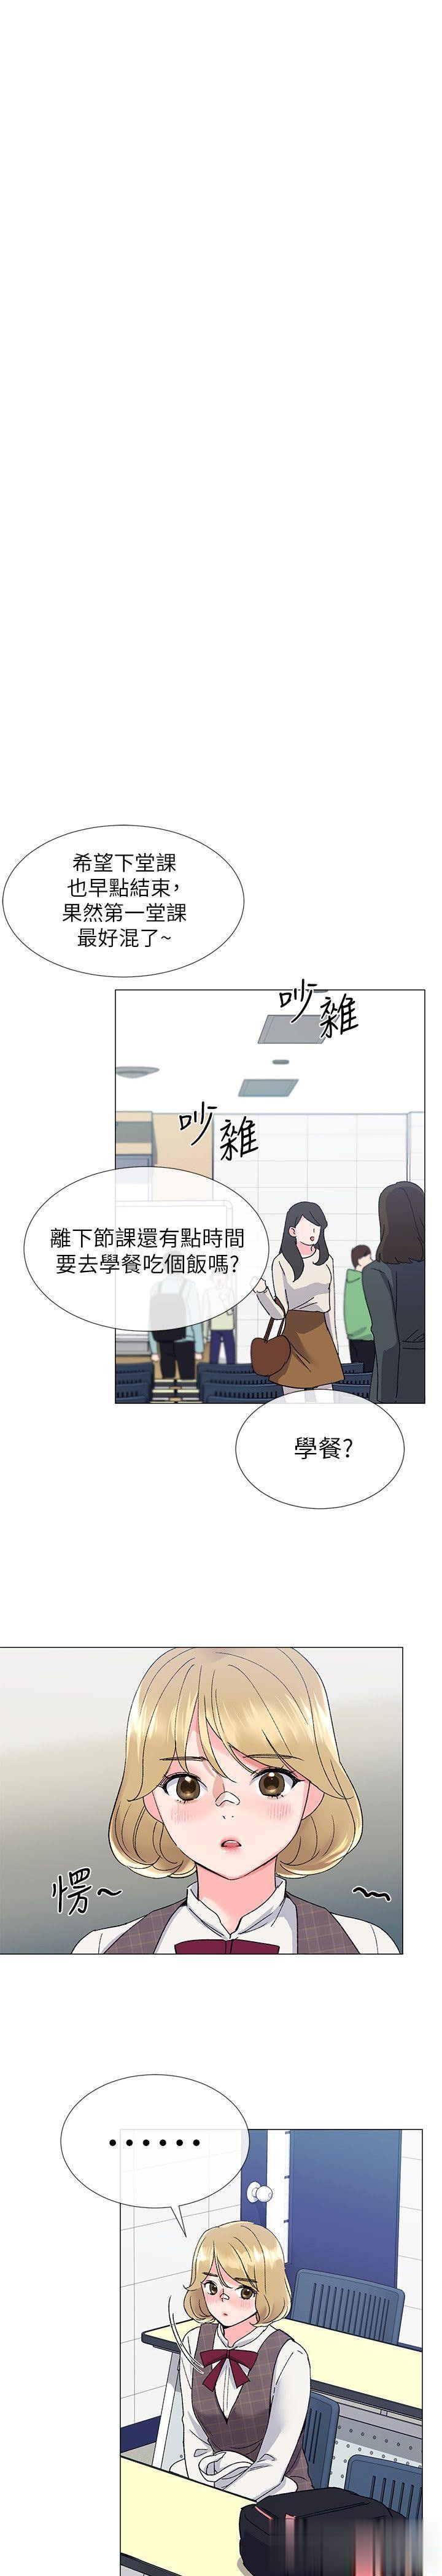 希望下堂課
也早點結束，
果然第一堂課
最好混了~
吵雜
吵雜
離下節課還有點時間
要去學餐吃個飯嗎?
學餐?
愣~
......